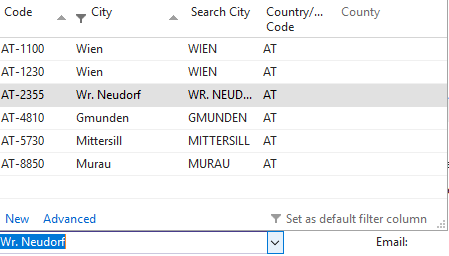 Code City Search City Country/... Code County
AT-1100 Wien WIEN AT
AT-1230 Wien WIEN AT
AT-2355 Wr. Neudorf WR. NEUD... AT
AT-4810 Gmunden GMUNDEN AT
AT-5730 Mittersill MITTERSILL AT
AT-8850 Murau MURAU AT
New Advanced Set as default filter column
Wr. Neudorf Email: